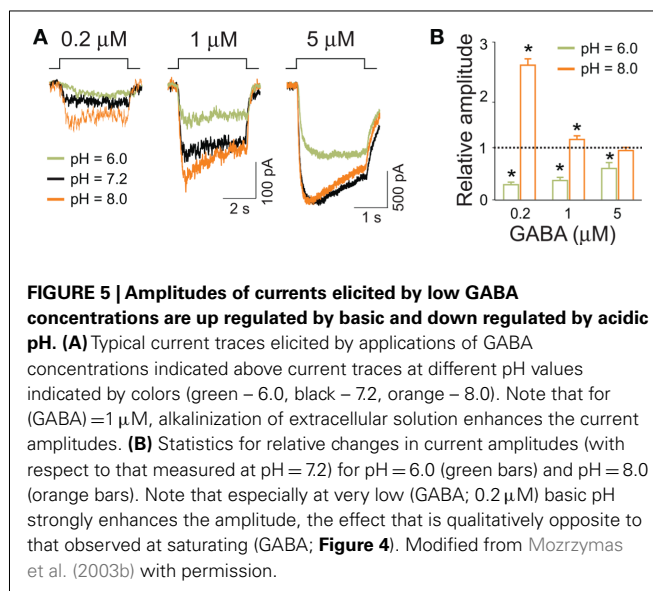 A
0.2 µM
1 µM
5 µM
pH = 6.0
pH = 7.2
pH = 8.0
2 s
100 pA
1 s
500 pA
B
Relative amplitude
3
2
1
0
pH = 6.0
pH = 8.0
*
*
*
*
*
0.2
1
5
GABA (µM)
FIGURE 5 | Amplitudes of currents elicited by low GABA
concentrations are up regulated by basic and down regulated by acidic
pH. (A) Typical current traces elicited by applications of GABA
concentrations indicated above current traces at different pH values
indicated by colors (green – 6.0, black – 7.2, orange – 8.0). Note that for
(GABA) = 1 µM, alkalinization of extracellular solution enhances the current
amplitudes. (B) Statistics for relative changes in current amplitudes (with
respect to that measured at pH = 7.2) for pH = 6.0 (green bars) and pH = 8.0
(orange bars). Note that especially at very low (GABA; 0.2 µM) basic pH
strongly enhances the amplitude, the effect that is qualitatively opposite to
that observed at saturating (GABA; Figure 4). Modified from Mozrzymas
et al. (2003b) with permission.